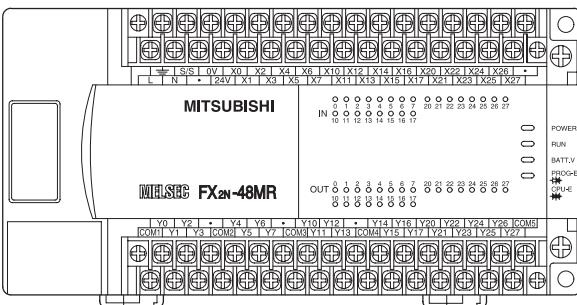 S/S 0V X0 X2 X4 X6 X10 X12 X14 X16 X20 X22 X24 X26 •
L N • 24V X1 X3 X5 X7 X11 X13 X15 X17 X21 X23 X25 X27
MITSUBISHI
0 1 2 3 4 5 6 7 20 21 22 23 24 25 26 27
IN
10 11 12 13 14 15 16 17
POWER
RUN
BATT.V
PROG-E
CPU-E
MELSEC FX2N-48MR
OUT 0 1 2 3 4 5 6 7 20 21 22 23 24 25 26 27
10 11 12 13 14 15 16 17
Y0 Y2 • Y4 Y6 • Y10 Y12 • Y14 Y16 Y20 Y22 Y24 Y26 COM5
COM1 Y1 Y3 COM2 Y5 Y7 COM3 Y11 Y13 COM4 Y15 Y17 Y21 Y23 Y25 Y27